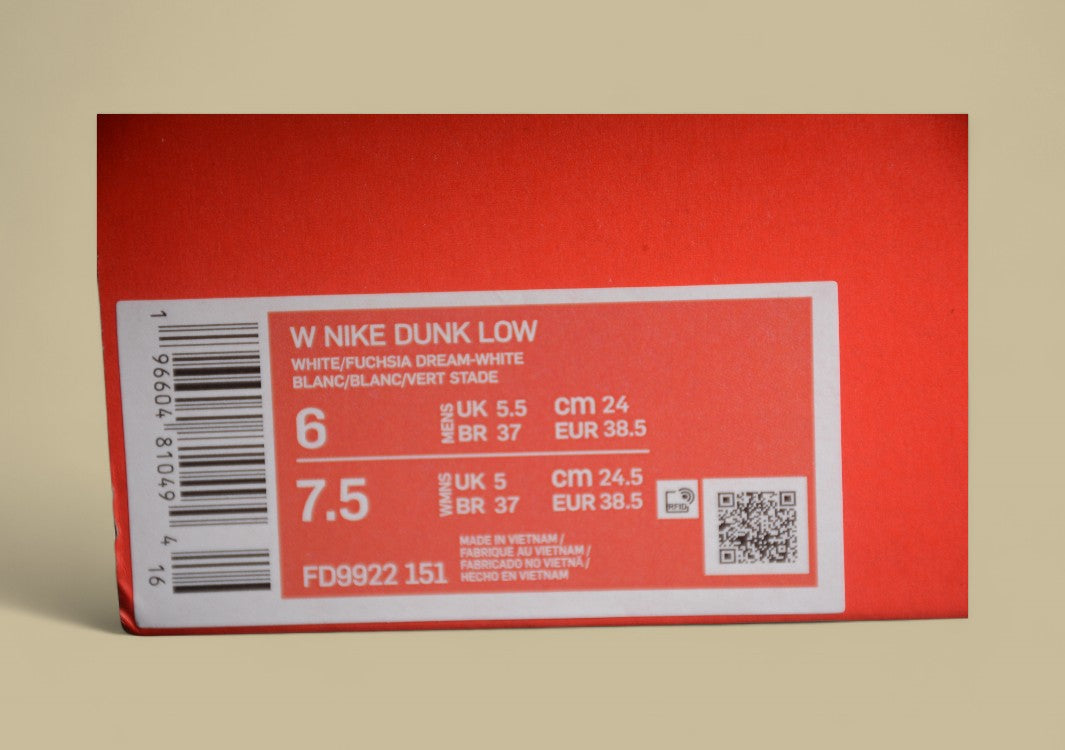 W NIKE DUNK LOW
WHITE/FUCHSIA DREAM-WHITE
BLANC/BLANC/VERT STADE
6 MENS UK 5.5 cm 24
BR 37 EUR 38.5
7.5 WMNS UK 5 cm 24.5
BR 37 EUR 38.5
RFID
FD9922 151
MADE IN VIETNAM /
FABRIQUE AU VIETNAM /
FABRICADO NO VIETNÃ /
HECHO EN VIETNAM
1 96604 81049 4 16